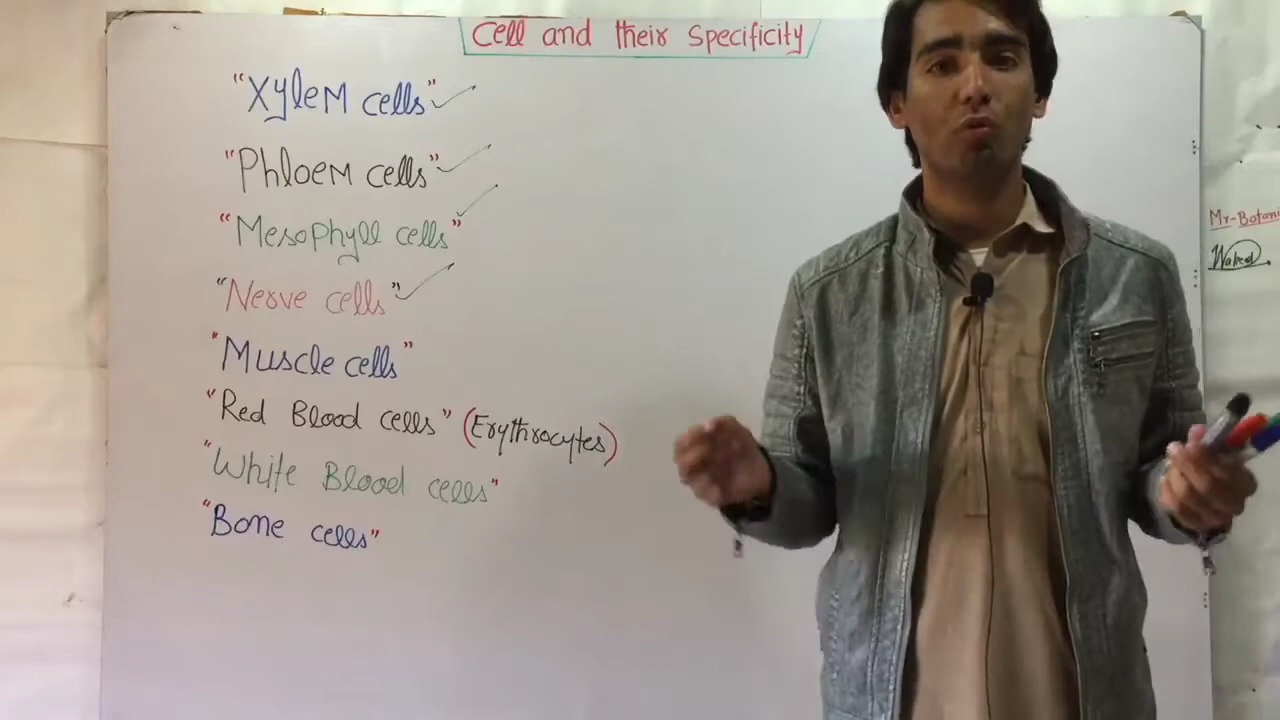 Cell and their Specificity
"Xylem cells"
"Phloem cells"
"Mesophyll cells"
"Nerve cells"
"Muscle cells"
"Red Blood cells" (Erythrocytes)
"White Blood cells"
"Bone cells"
Mr-Botani